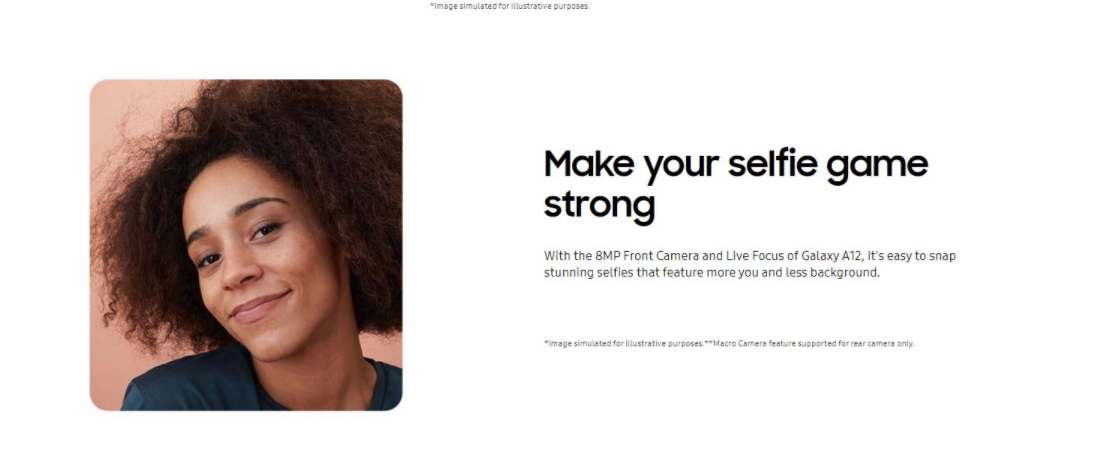 *Image simulated for illustrative purposes.
Make your selfie game
strong
With the 8MP Front Camera and Live Focus of Galaxy A12, it's easy to snap
stunning selfies that feature more you and less background.
*Image simulated for illustrative purposes.**Macro Camera feature supported for rear camera only.